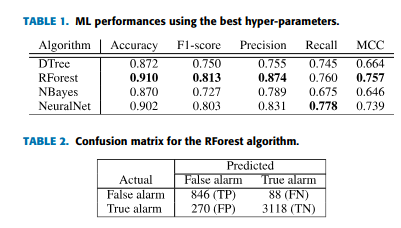 TABLE 1. ML performances using the best hyper-parameters.
Algorithm Accuracy F1-score Precision Recall MCC
DTree 0.872 0.750 0.755 0.745 0.664
RForest 0.910 0.813 0.874 0.760 0.757
NBayes 0.870 0.727 0.789 0.675 0.646
NeuralNet 0.902 0.803 0.831 0.778 0.739
TABLE 2. Confusion matrix for the RForest algorithm.
Predicted
Actual False alarm True alarm
False alarm 846 (TP) 88 (FN)
True alarm 270 (FP) 3118 (TN)